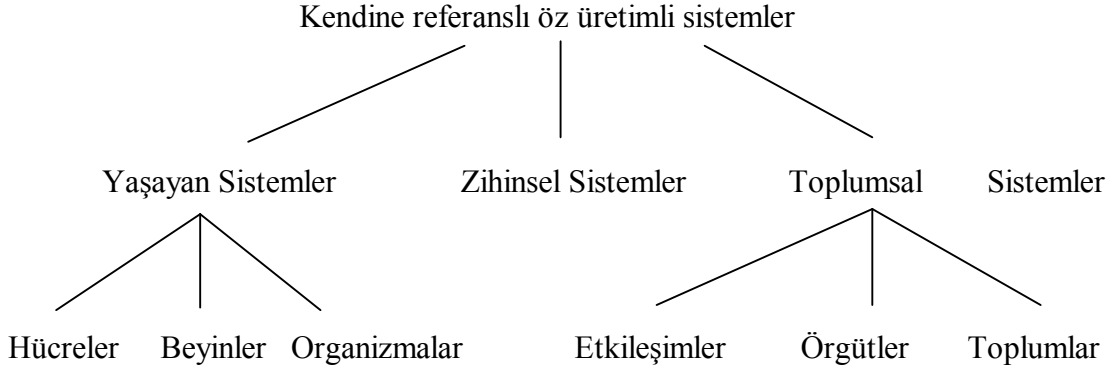 Kendine referanslı öz üretimli sistemler
Yaşayan Sistemler Zihinsel Sistemler Toplumsal Sistemler
Hücreler Beyinler Organizmalar Etkileşimler Örgütler Toplumlar